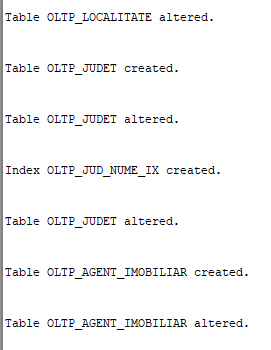 Table OLTP_LOCALITATE altered.
Table OLTP_JUDET created.
Table OLTP_JUDET altered.
Index OLTP_JUD_NUME_IX created.
Table OLTP_JUDET altered.
Table OLTP_AGENT_IMOBILIAR created.
Table OLTP_AGENT_IMOBILIAR altered.